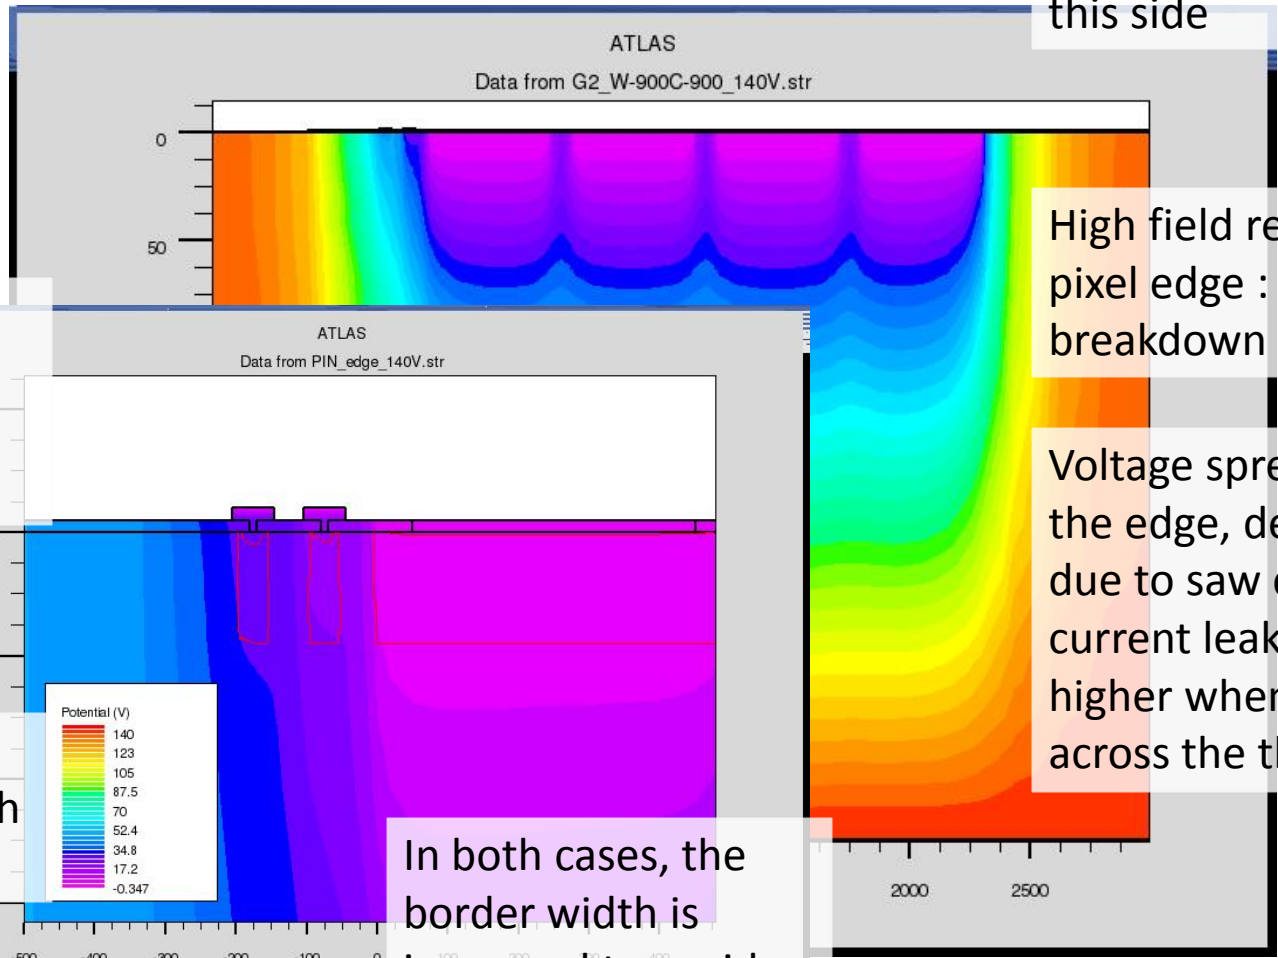 this side
ATLAS
Data from G2_W-900C-900_140V.str
0
50
High field re
pixel edge :
breakdown
Voltage spre
the edge, de
due to saw c
current leak
higher when
across the th
2000
2500
ATLAS
Data from PIN_edge_140V.str
Potential (V)
140
123
105
87.5
70
52.4
34.8
17.2
-0.347
h
In both cases, the
border width is